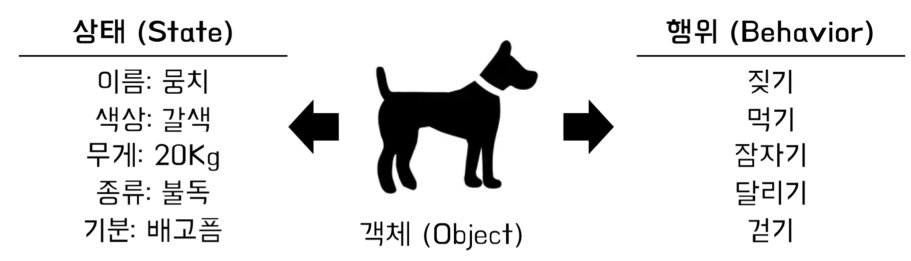 상태 (State)
이름: 뭉치
색상: 갈색
무게: 20Kg
종류: 불독
기분: 배고픔
객체 (Object)
행위 (Behavior)
짖기
먹기
잠자기
달리기
걷기